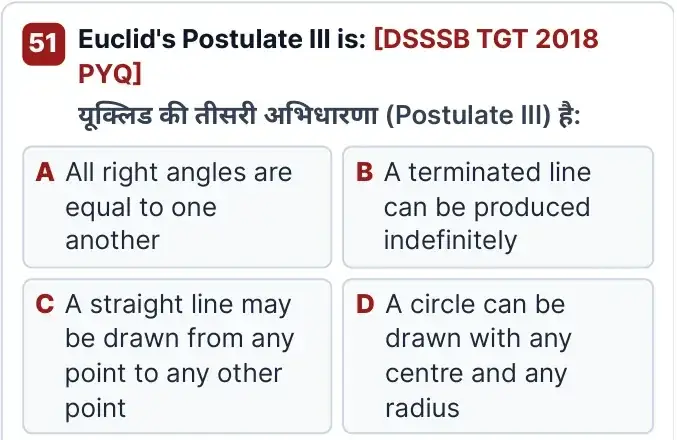 51 Euclid's Postulate III is: [DSSSB TGT 2018
PYQ]
यूक्लिड की तीसरी अभिधारणा (Postulate III) है:
A All right angles are
equal to one
another
B A terminated line
can be produced
indefinitely
C A straight line may
be drawn from any
point to any other
point
D A circle can be
drawn with any
centre and any
radius